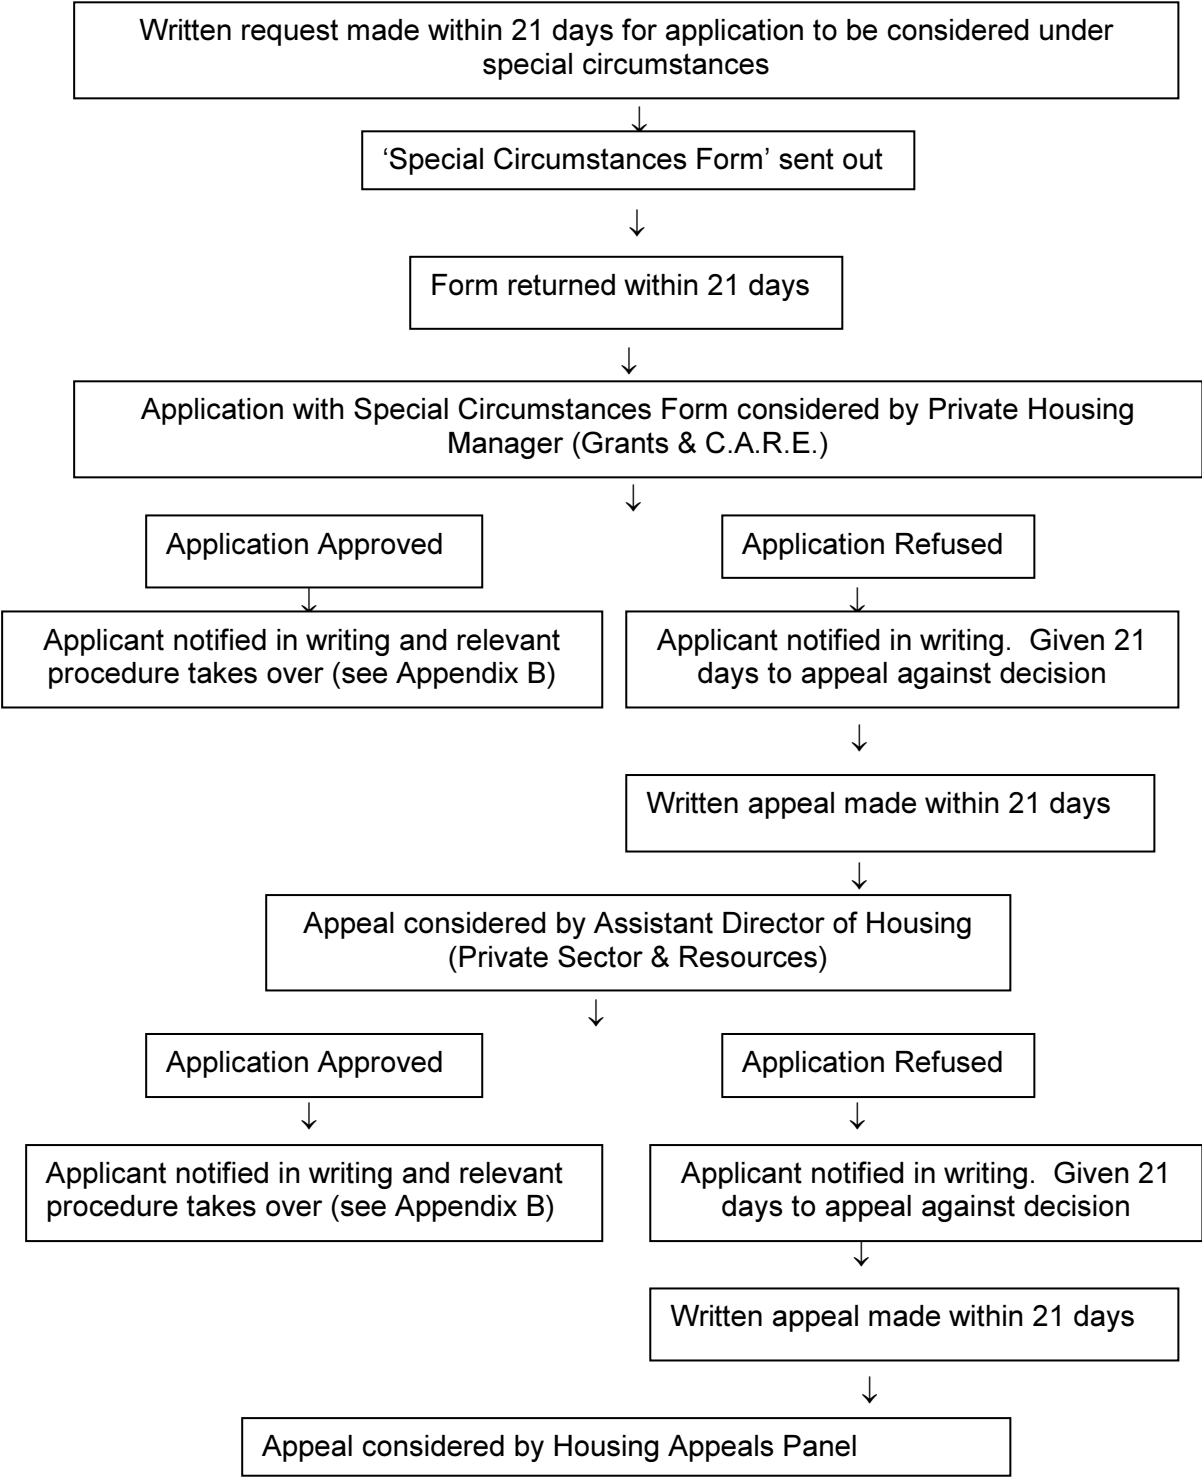 Written request made within 21 days for application to be considered under
special circumstances
‘Special Circumstances Form’ sent out
Form returned within 21 days
Application with Special Circumstances Form considered by Private Housing
Manager (Grants & C.A.R.E.)
Application Approved
Application Refused
Applicant notified in writing and relevant
procedure takes over (see Appendix B)
Applicant notified in writing.  Given 21
days to appeal against decision
Written appeal made within 21 days
Appeal considered by Assistant Director of Housing
(Private Sector & Resources)
Application Approved
Application Refused
Applicant notified in writing and relevant
procedure takes over (see Appendix B)
Applicant notified in writing.  Given 21
days to appeal against decision
Written appeal made within 21 days
Appeal considered by Housing Appeals Panel